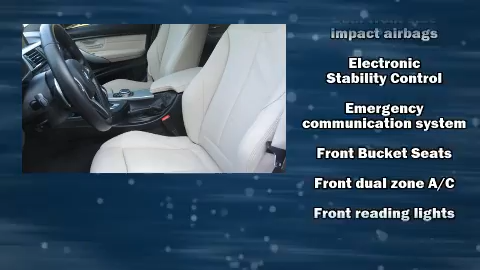 impact airbags
Electronic
Stability Control
Emergency
communication system
Front Bucket Seats
Front dual zone A/C
Front reading lights